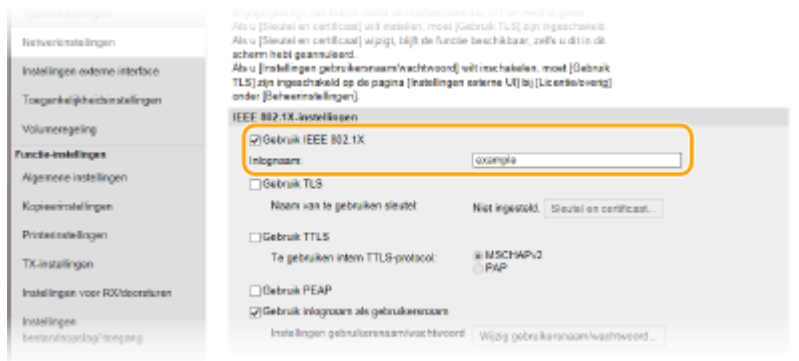 Netwerkinstellingen
Instellingen externe interface
Toegankelijkheidsinstellingen
Volumeregeling
Functie-instellingen
Algemene instellingen
Kopieerinstellingen
Printerinstellingen
TX-instellingen
Instellingen voor RX/doorsturen
Instellingen
bestandsopslag/-toegang
Als u [Sleutel en certificaat] wilt instellen, moet [Gebruik TLS] zijn ingeschakeld.
Als u [Sleutel en certificaat] wijzigt, blijft de functie beschikbaar, zelfs u dit in dit
scherm hebt geannuleerd.
Als u [Instellingen gebruikersnaam/wachtwoord] wilt inschakelen, moet [Gebruik
TLS] zijn ingeschakeld op de pagina [Instellingen externe UI] bij [Licentie/overig]
onder [Beheerinstellingen].
IEEE 802.1X-instellingen
Gebruik IEEE 802.1X
Inlognaam: example
Gebruik TLS
Naam van te gebruiken sleutel: Niet ingesteld. Sleutel en certificaat...
Gebruik TTLS
Te gebruiken intern TTLS-protocol: MSCHAPv2
PAP
Gebruik PEAP
Gebruik inlognaam als gebruikersnaam
Instellingen gebruikersnaam/wachtwoord: Wijzig gebruikersnaam/wachtwoord...